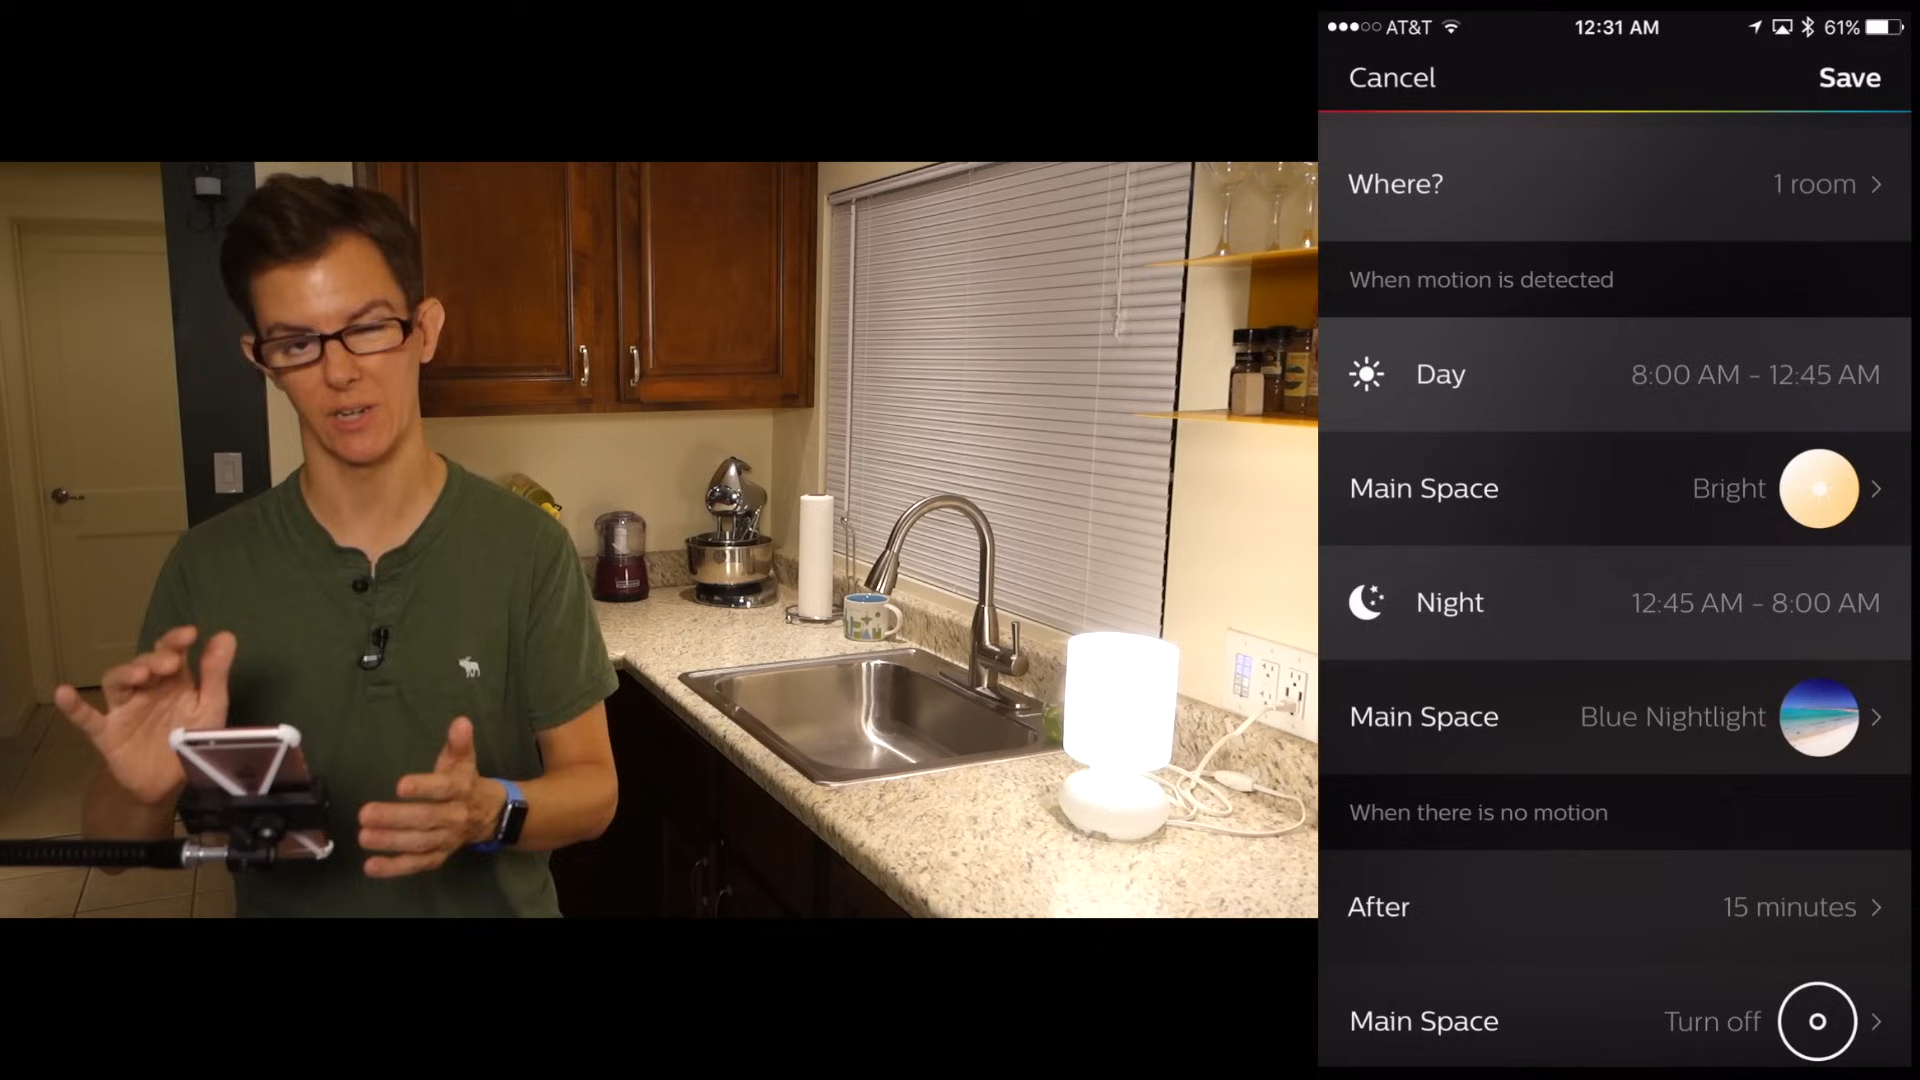 AT&T 12:31 AM 61%
Cancel Save
Where? 1 room
When motion is detected
Day 8:00 AM - 12:45 AM
Main Space Bright
Night 12:45 AM - 8:00 AM
Main Space Blue Nightlight
When there is no motion
After 15 minutes
Main Space Turn off